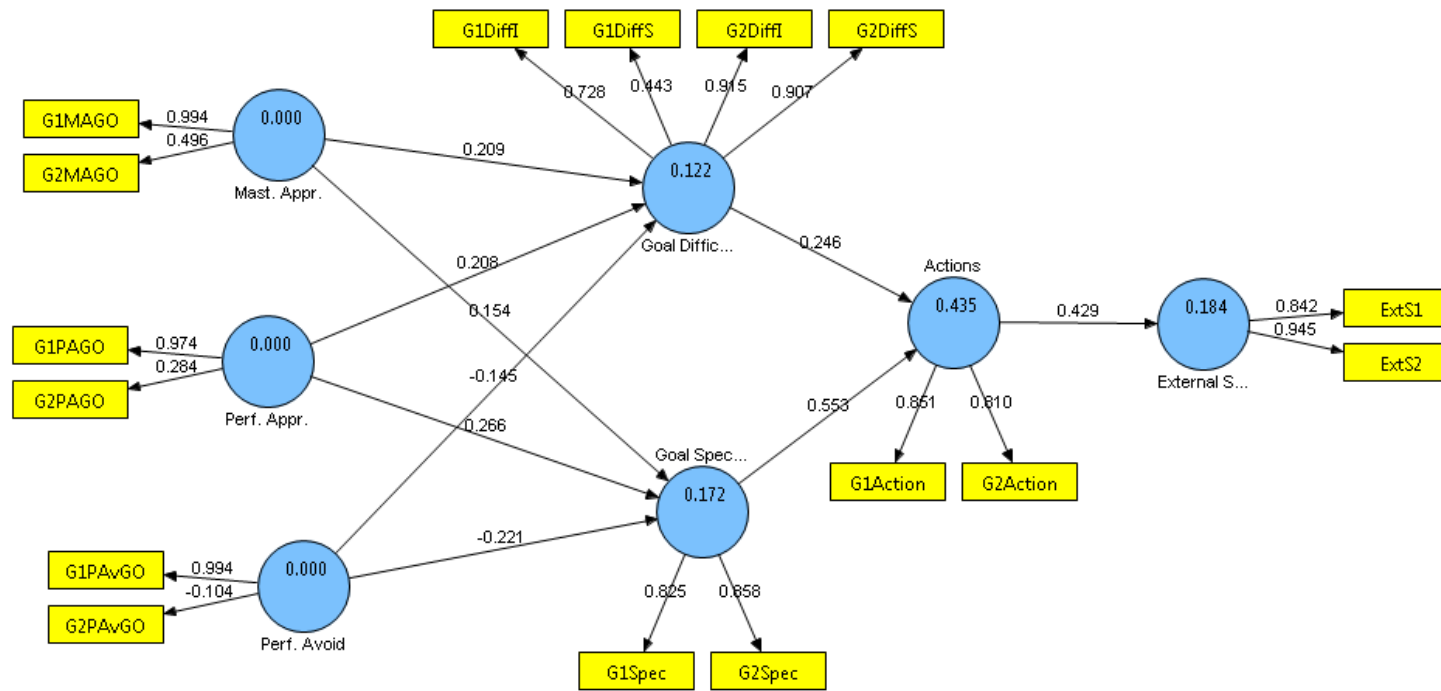 G1DiffI
G1DiffS
G2DiffI
G2DiffS
0.728
0.443
0.915
0.907
G1MAGO
0.994
G2MAGO
0.496
0.000
Mast. Appr.
0.209
0.122
Goal Diffic...
0.208
0.154
0.246
Actions
0.435
0.429
0.184
External S...
0.842
ExtS1
0.945
ExtS2
G1PAGO
0.974
G2PAGO
0.284
0.000
Perf. Appr.
-0.145
0.266
0.553
0.851
0.810
G1Action
G2Action
Goal Spec...
0.172
-0.221
G1PAvGO
0.994
G2PAvGO
-0.104
0.000
Perf. Avoid
0.825
0.858
G1Spec
G2Spec